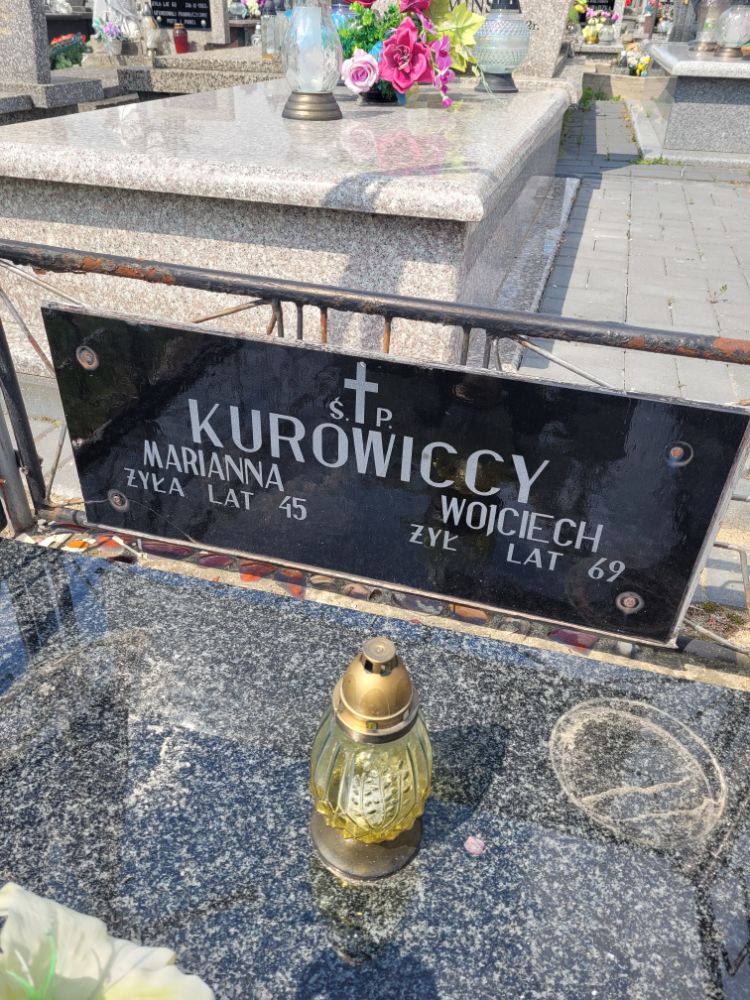 Ś. P.
KUROWICCY
MARIANNA
ŻYŁA LAT 45
WOJCIECH
ŻYŁ LAT 69